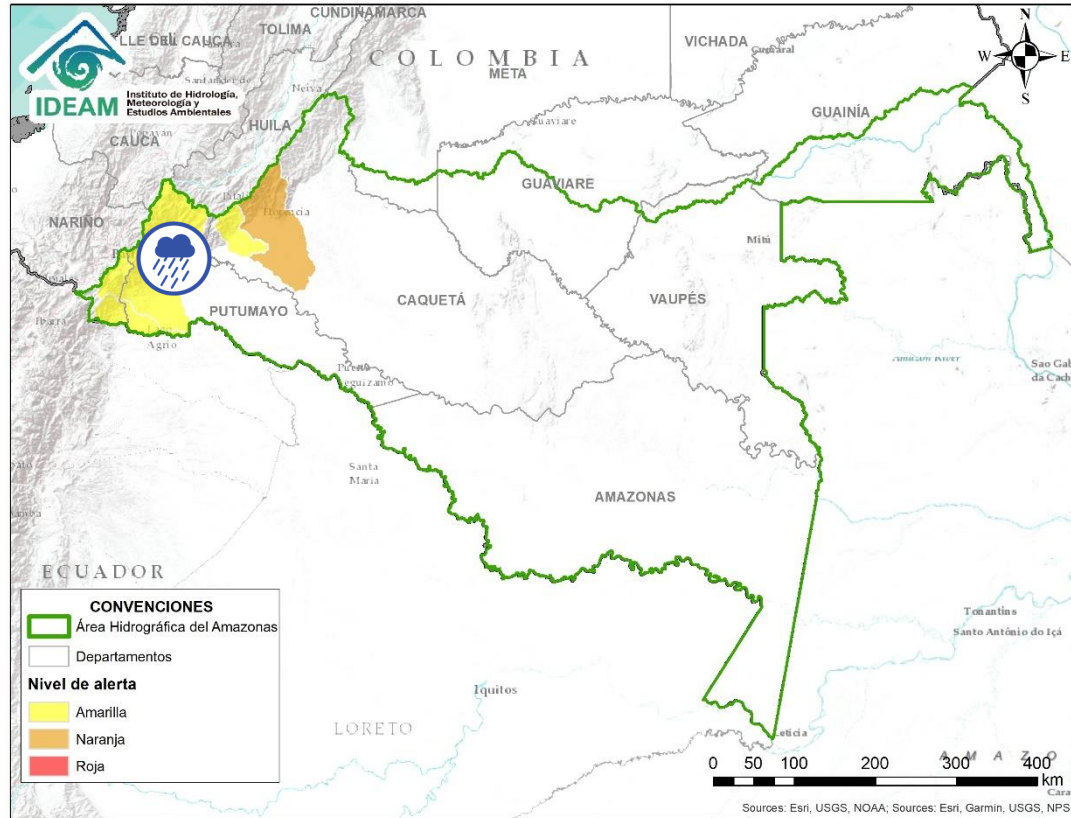 CUNDINAMARCA
TOLIMA
COLOMBIA
VICHADA
META
N
W
E
S
IDEAM
Instituto de Hidrología,
Meteorología y
Estudios Ambientales
Neiva
HUILA
CAUCA
Guaviare
GUAINÍA
GUAVIARE
NARIÑO
Mitú
CAQUETÁ
VAUPÉS
PUTUMAYO
Ibarra
Agrio
Santa
Maria
AMAZONAS
ECUADOR
Tonantins
Santo Antônio do Içá
Iquitos
LORETO
Leticia
CONVENCIONES
Área Hidrográfica del Amazonas
Departamentos
Nivel de alerta
Amarilla
Naranja
Roja
0 50 100 200 300 400
km
Sources: Esri, USGS, NOAA; Sources: Esri, Garmin, USGS, NPS